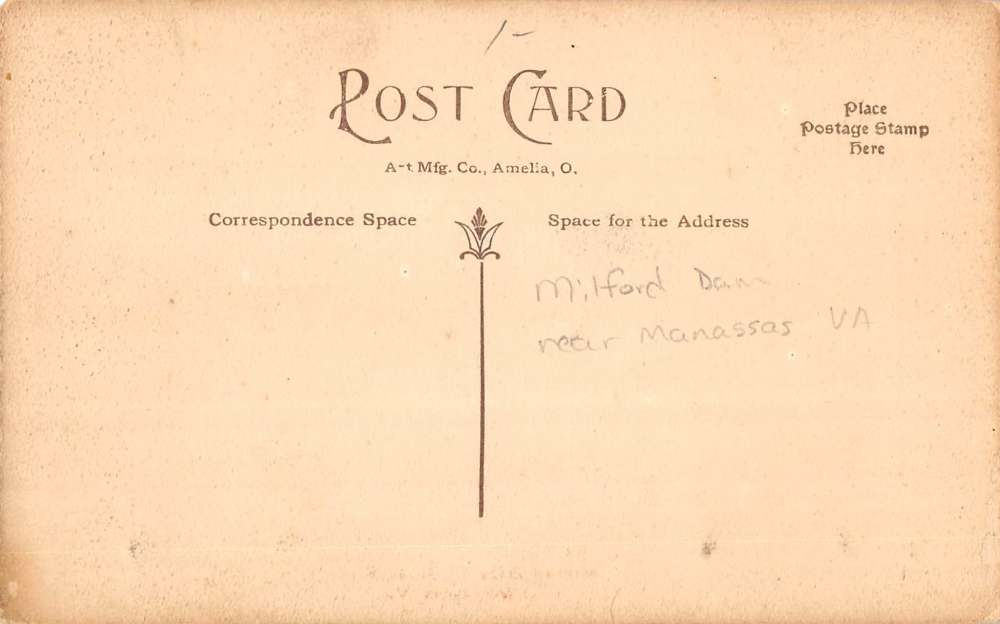 1-
POST CARD
Place
Postage Stamp
Here
A-t Mfg. Co., Amelia, O.
Correspondence Space
Space for the Address
Milford Dam
near Manassas VA